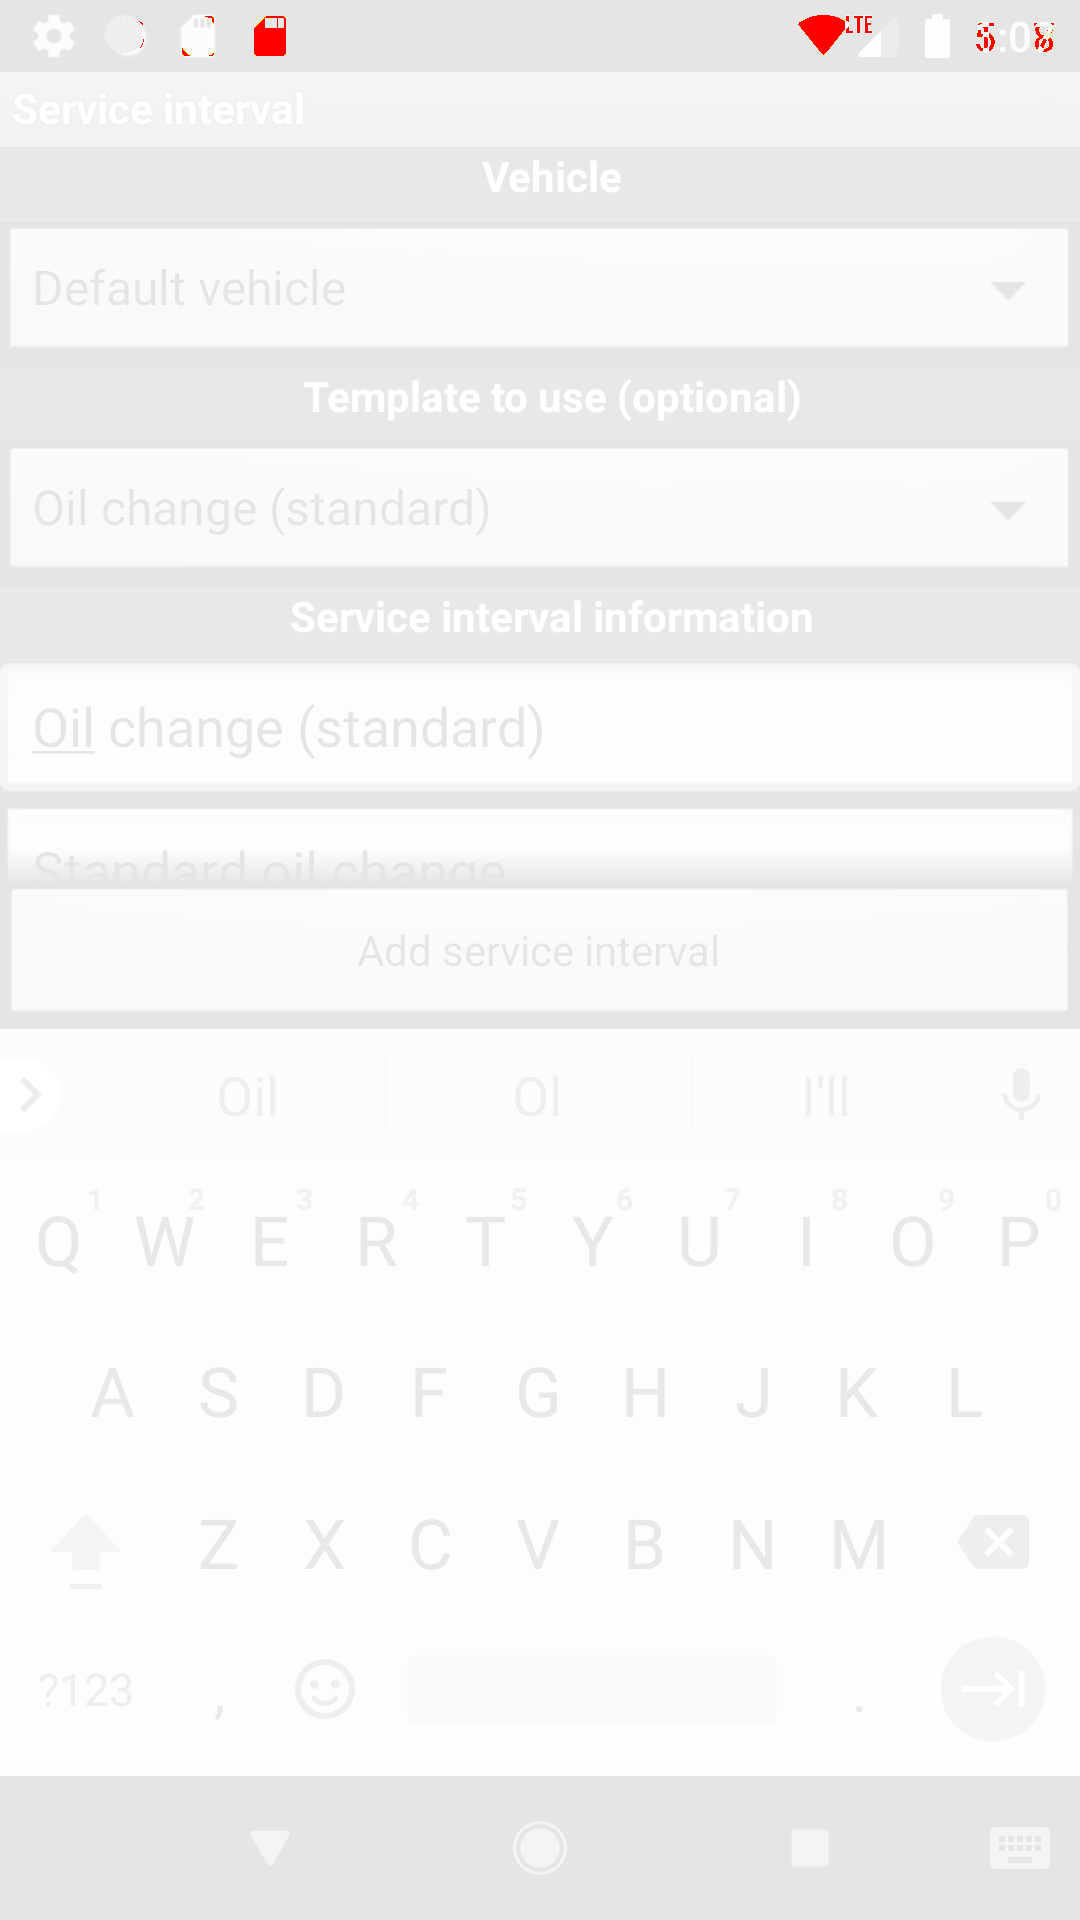 LTE
Service interval
Vehicle
Default vehicle
Template to use (optional)
Oil change (standard)
Service interval information
Oil change (standard)
Standard oil change
Add service interval
Oil Ol I'll
1 2 3 4 5 6 7 8 9 0
Q W E R T Y U I O P
A S D F G H J K L
Z X C V B N M
?123 , .